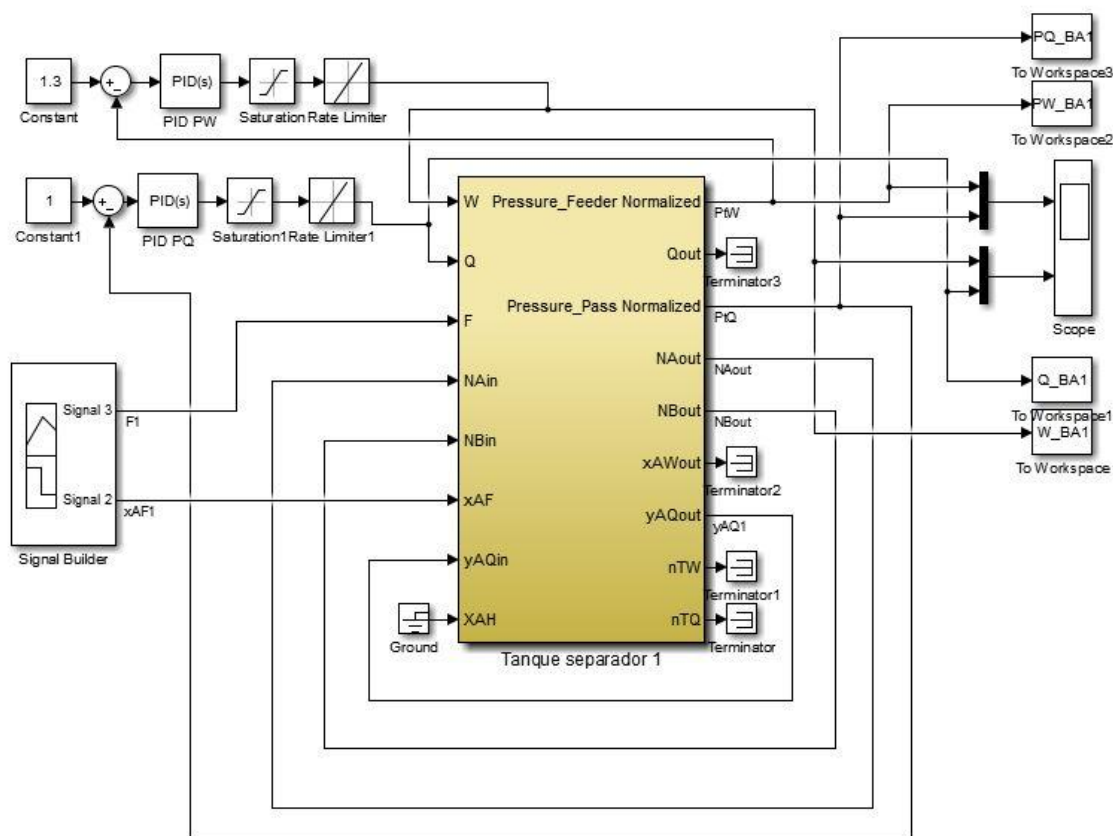 PQ_BA1
To Workspace3
1.3
+
-
PID(s)
Constant
PID PW
Saturation
Rate Limiter
PW_BA1
To Workspace2
1
+
-
PID(s)
Constant1
PID PQ
Saturation1
Rate Limiter1
W
Pressure_Feeder Normalized
PtW
Q
Qout
Terminator3
F
Pressure_Pass Normalized
PtQ
Scope
NAin
NAout
NAout
Q_BA1
To Workspace1
Signal 3
F1
NBin
NBout
NBout
W_BA1
To Workspace
xAWout
Terminator2
Signal 2
xAF1
xAF
yAQout
yAQ1
Signal Builder
yAQin
nTW
Terminator1
XAH
Ground
nTQ
Terminator
Tanque separador 1